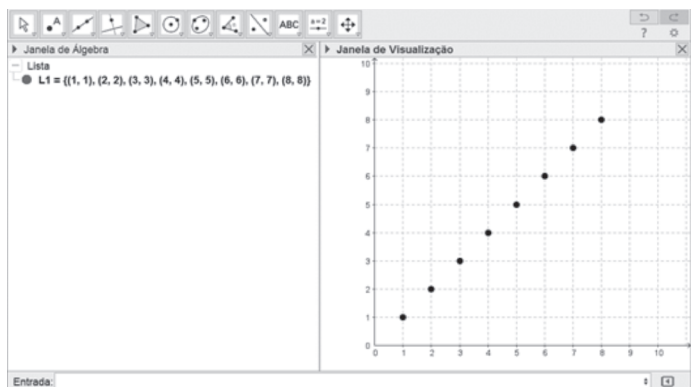 ABC
a=2
?
Janela de Álgebra
Janela de Visualização
Lista
L1 = {(1, 1), (2, 2), (3, 3), (4, 4), (5, 5), (6, 6), (7, 7), (8, 8)}
10
9
8
7
6
5
4
3
2
1
0
0 1 2 3 4 5 6 7 8 9 10
Entrada: